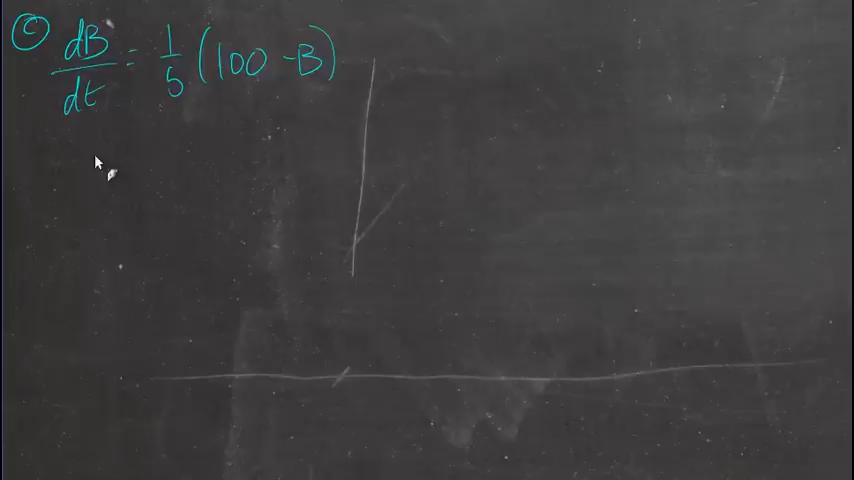 © dB/dt = 1/5 (100 - B)